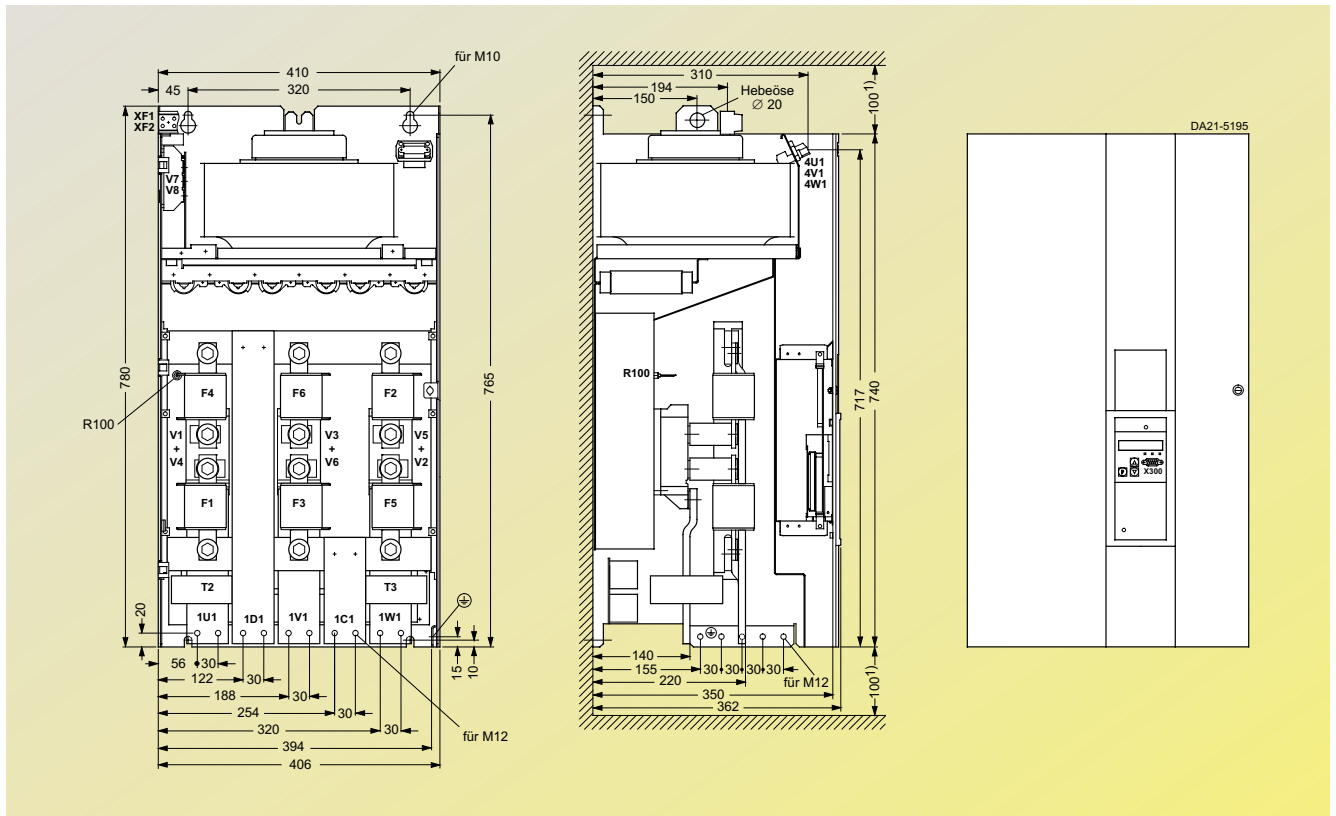 für M10
410
45
320
XF1
XF2
V7
V8
780
765
R100
F4
F6
F2
V1
+
V4
V3
+
V6
V5
+
V2
F1
F3
F5
T2
T3
20
1U1
1D1
1V1
1C1
1W1
56
30
122
30
188
30
254
30
320
30
394
406
15
10
für M12
310
194
150
Hebeöse
∅ 20
100 1)
4U1
4V1
4W1
R100
717
740
140
155
30
30
30
30
220
für M12
350
362
100 1)
DA21-5195
P
X300